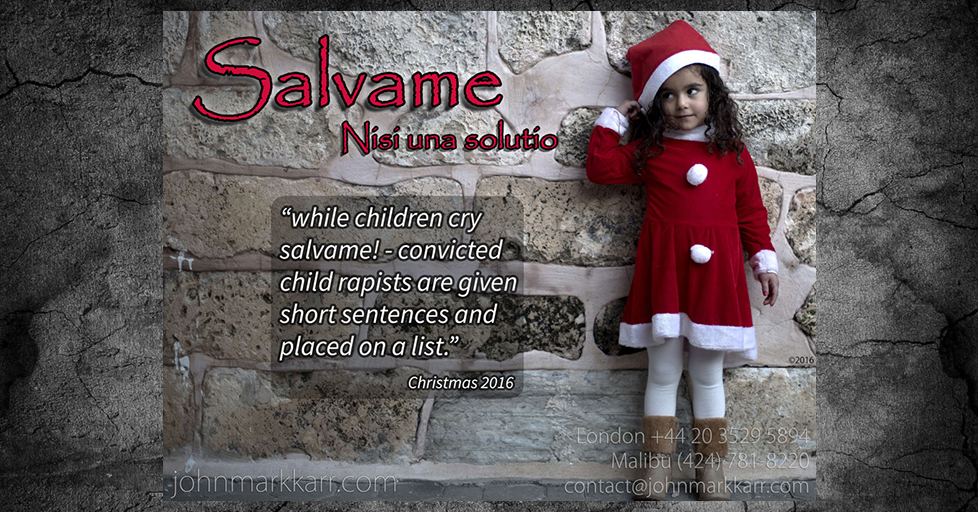 Salvame
Nisi una solutio
“while children cry
salvame! - convicted
child rapists are given
short sentences and
placed on a list.”
Christmas 2016
©2016
London +44 20 3529 5894
Malibu (424) 781-8220
johnmarkkarr.com
contact@johnmarkkarr.com